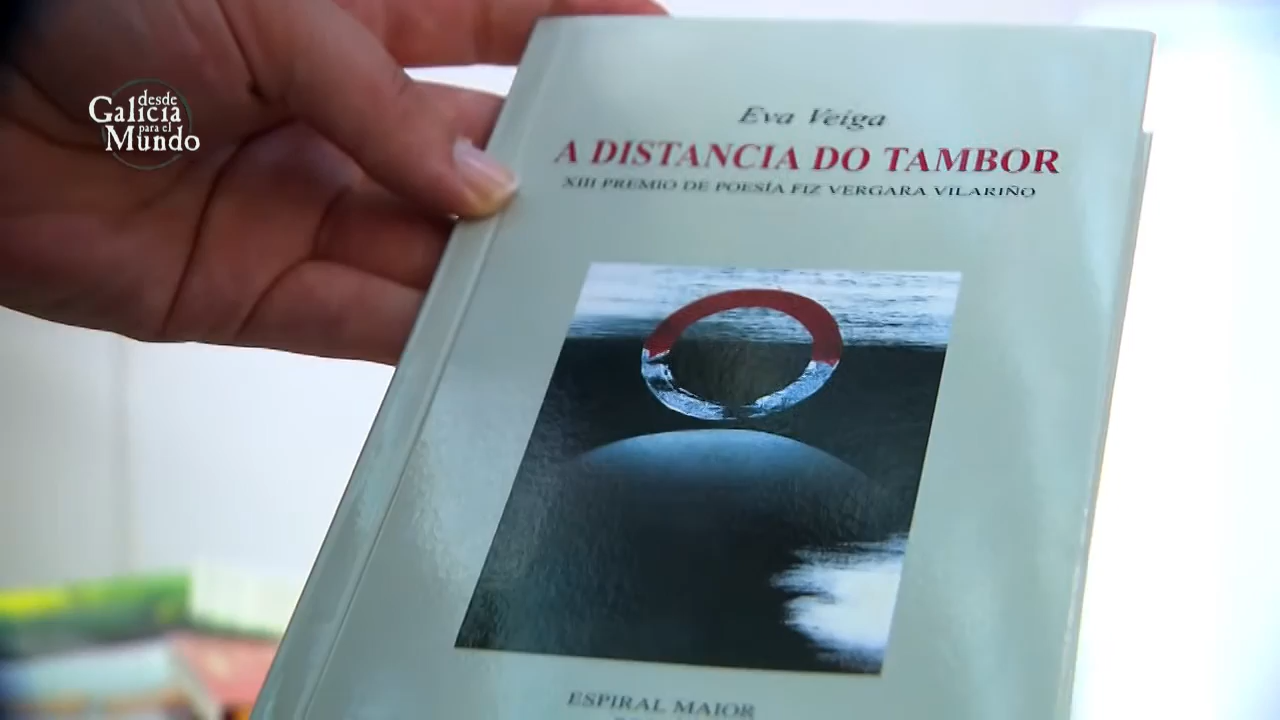 desde
Galicia
para el
Mundo
Eva Veiga
A DISTANCIA DO TAMBOR
XIII PREMIO DE POESÍA FIZ VERGARA VILARIÑO
ESPIRAL MAIOR